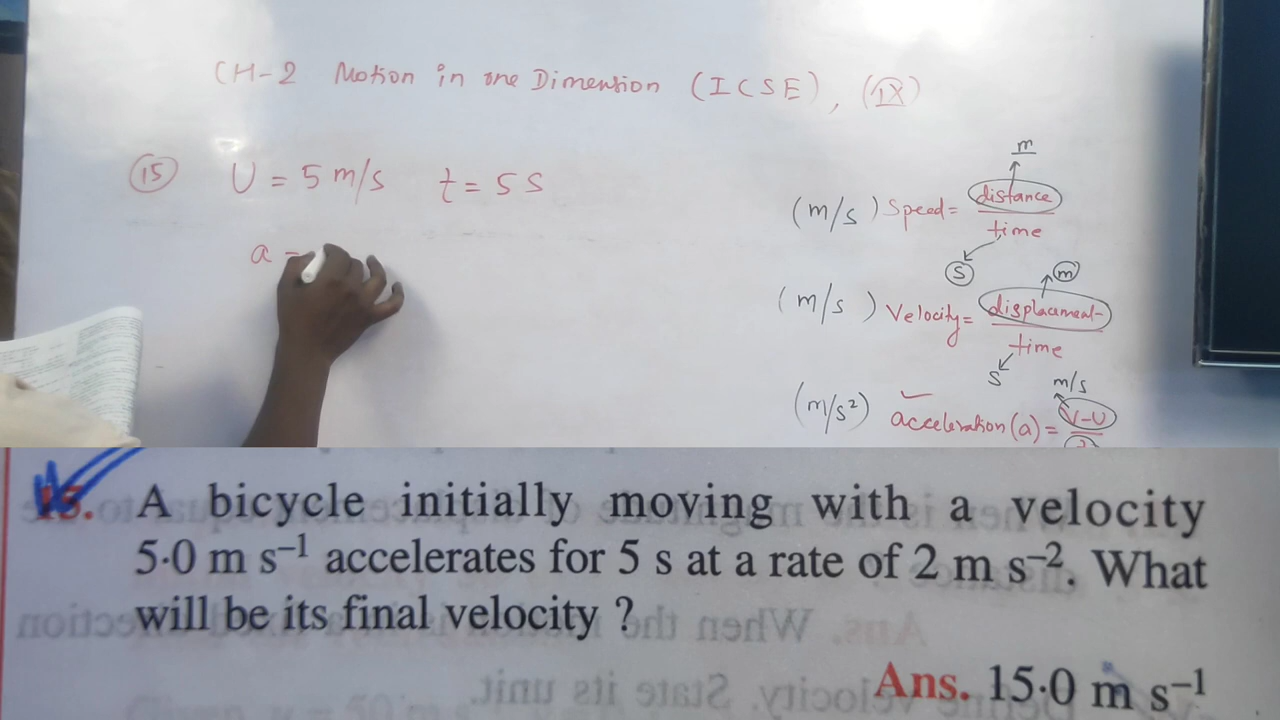 CH-2 Motion in one Dimension (ICSE), (IX)
15 U = 5 m/s t = 5 S
a =
m
(m/s) Speed = distance
time
S
m
(m/s) Velocity = displacement
time
S
m/s
(m/s²) acceleration (a) = V-U
15. A bicycle initially moving with a velocity
5·0 m s⁻¹ accelerates for 5 s at a rate of 2 m s⁻². What
will be its final velocity ?
Ans. 15·0 m s⁻¹